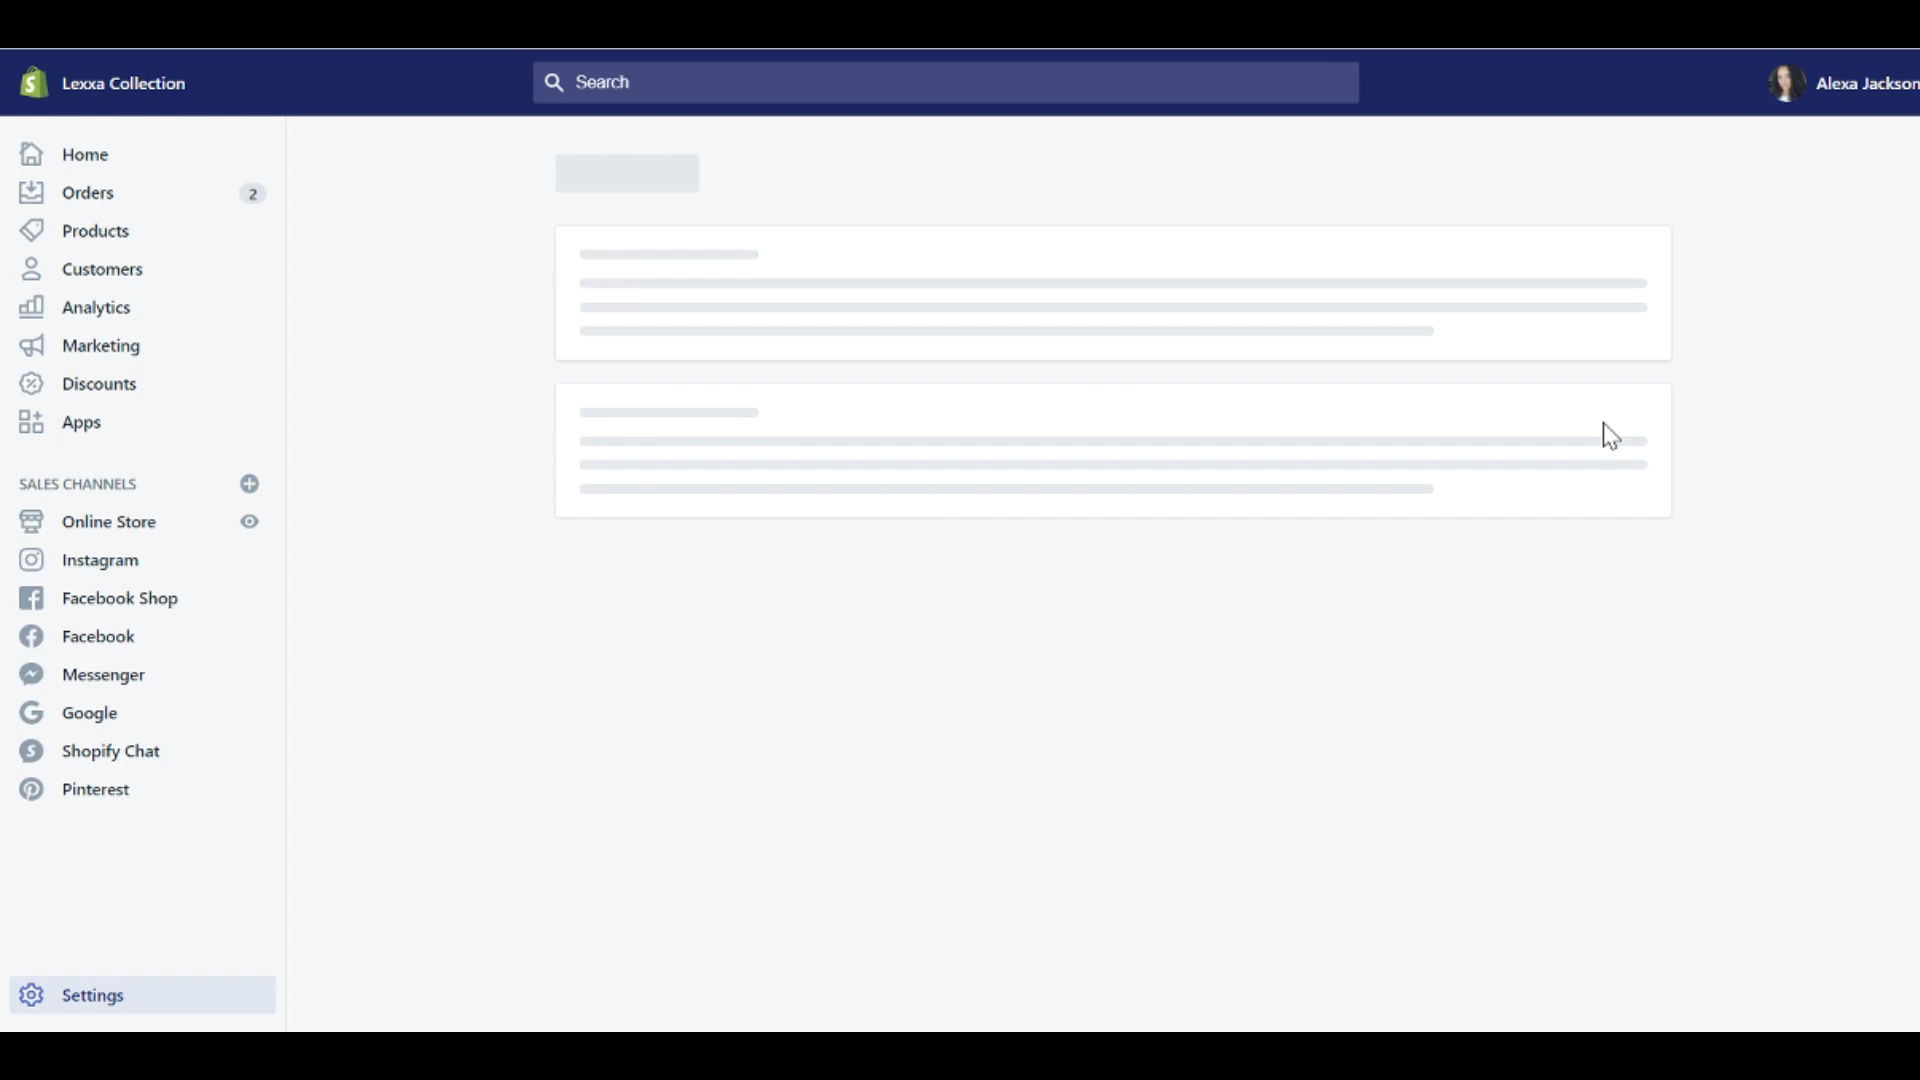 Lexxa Collection
Search
Alexa Jackson
Home
Orders 2
Products
Customers
Analytics
Marketing
Discounts
Apps
SALES CHANNELS
Online Store
Instagram
Facebook Shop
Facebook
Messenger
Google
Shopify Chat
Pinterest
Settings